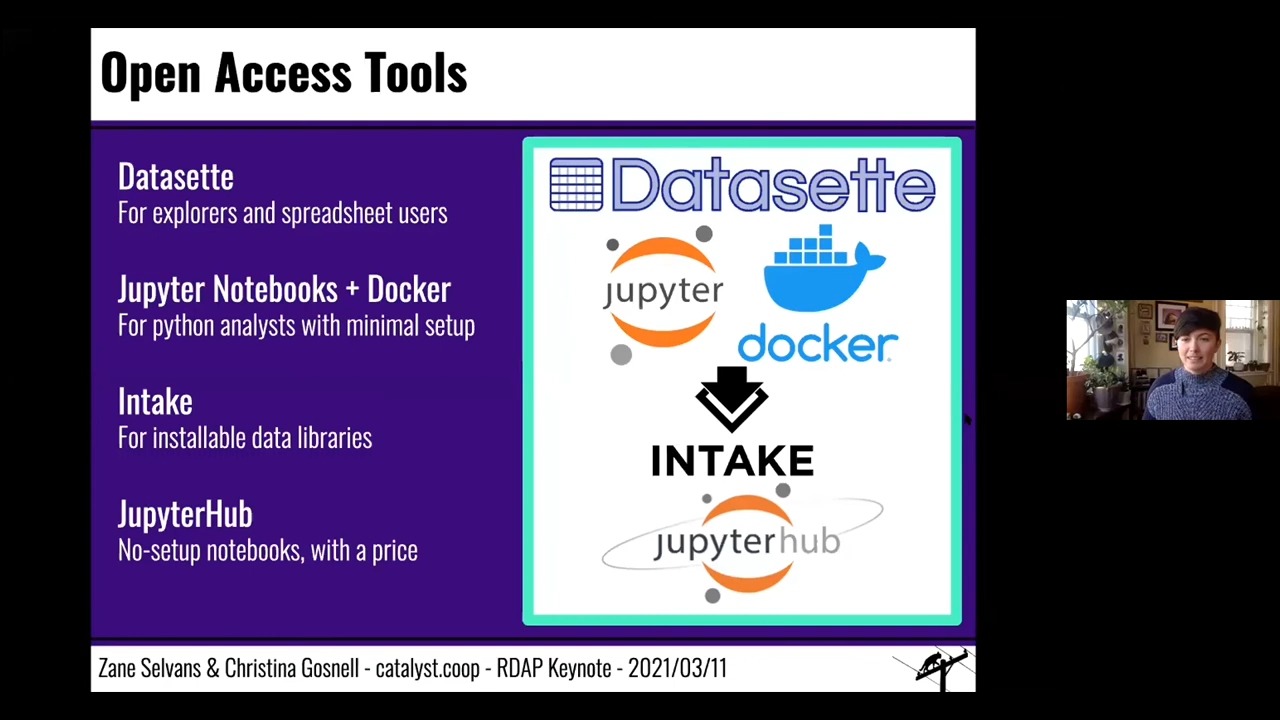 Open Access Tools
Datasette
For explorers and spreadsheet users
Jupyter Notebooks + Docker
For python analysts with minimal setup
Intake
For installable data libraries
JupyterHub
No-setup notebooks, with a price
Datasette
jupyter
docker
INTAKE
jupyterhub
Zane Selvans & Christina Gosnell - catalyst.coop - RDAP Keynote - 2021/03/11